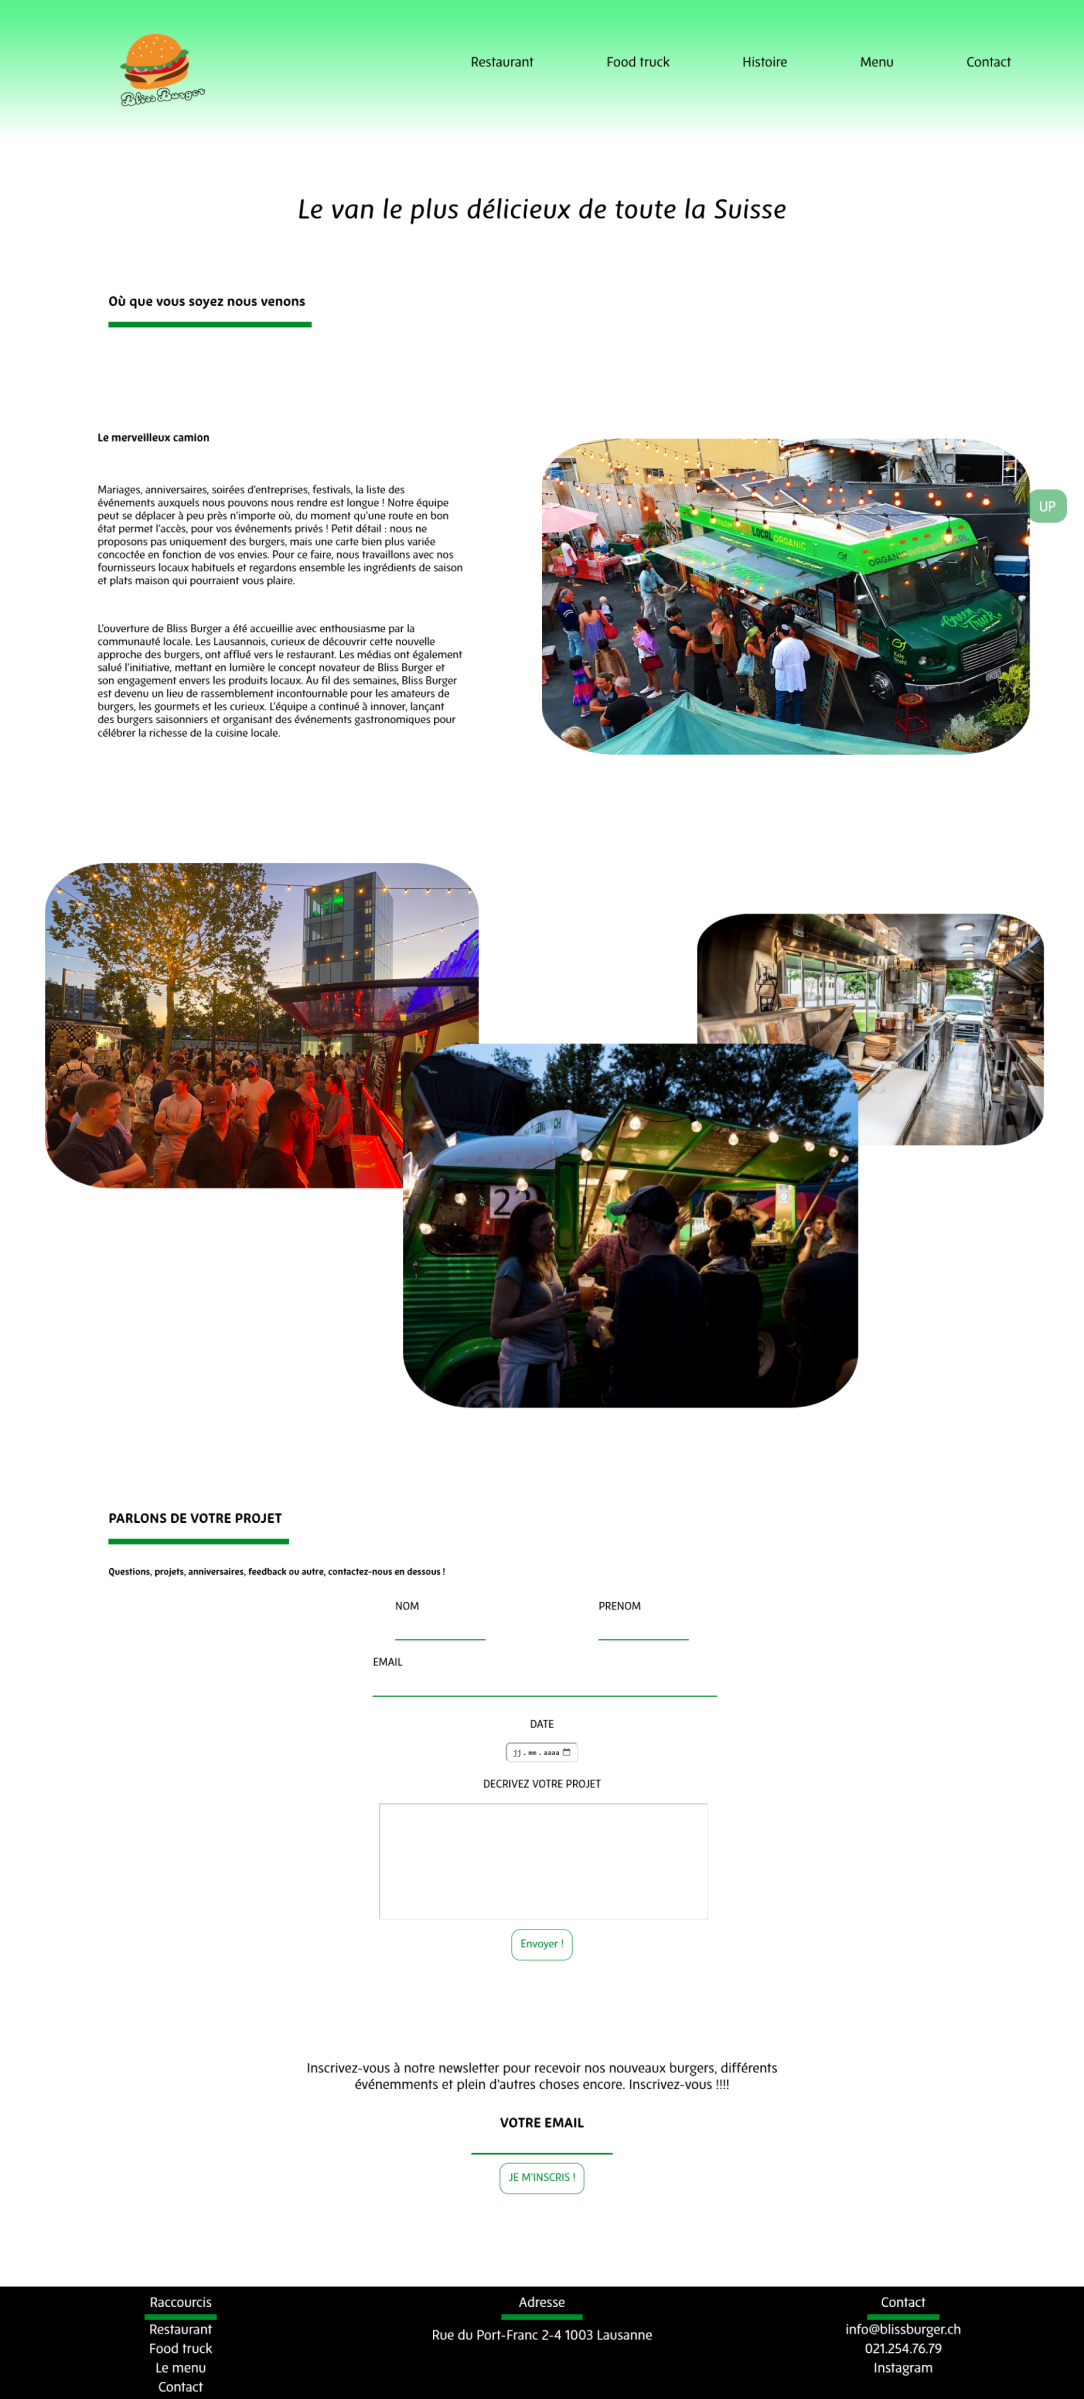 Bliss Burger
Restaurant
Food truck
Histoire
Menu
Contact
Le van le plus délicieux de toute la Suisse
Où que vous soyez nous venons
Le merveilleux camion
Mariages, anniversaires, soirées d'entreprises, festivals, la liste des
événements auxquels nous pouvons nous rendre est longue ! Notre équipe
peut se déplacer à peu près n'importe où, du moment qu'une route en bon
état permet l'accès, pour vos événements privés ! Petit détail : nous ne
proposons pas uniquement des burgers, mais une carte bien plus variée
concoctée en fonction de vos envies. Pour ce faire, nous travaillons avec nos
fournisseurs locaux habituels et regardons ensemble les ingrédients de saison
et plats maison qui pourraient vous plaire.
L'ouverture de Bliss Burger a été accueillie avec enthousiasme par la
communauté locale. Les Lausannois, curieux de découvrir cette nouvelle
approche des burgers, ont afflué vers le restaurant. Les médias ont également
salué l'initiative, mettant en lumière le concept novateur de Bliss Burger et
son engagement envers les produits locaux. Au fil des semaines, Bliss Burger
est devenu un lieu de rassemblement incontournable pour les amateurs de
burgers, les gourmets et les curieux. L'équipe a continué à innover, lançant
des burgers saisonniers et organisant des événements gastronomiques pour
célébrer la richesse de la cuisine locale.
LOCAL ORGANIC
ORGANIC
Green Truck
UP
22
PARLONS DE VOTRE PROJET
Questions, projets, anniversaires, feedback ou autre, contactez-nous en dessous !
NOM
PRENOM
EMAIL
DATE
jj.mm.aaaa
DECRIVEZ VOTRE PROJET
Envoyer !
Inscrivez-vous à notre newsletter pour recevoir nos nouveaux burgers, différents
événemments et plein d'autres choses encore. Inscrivez-vous !!!!
VOTRE EMAIL
JE M'INSCRIS !
Raccourcis
Restaurant
Food truck
Le menu
Contact
Adresse
Rue du Port-Franc 2-4 1003 Lausanne
Contact
info@blissburger.ch
021.254.76.79
Instagram